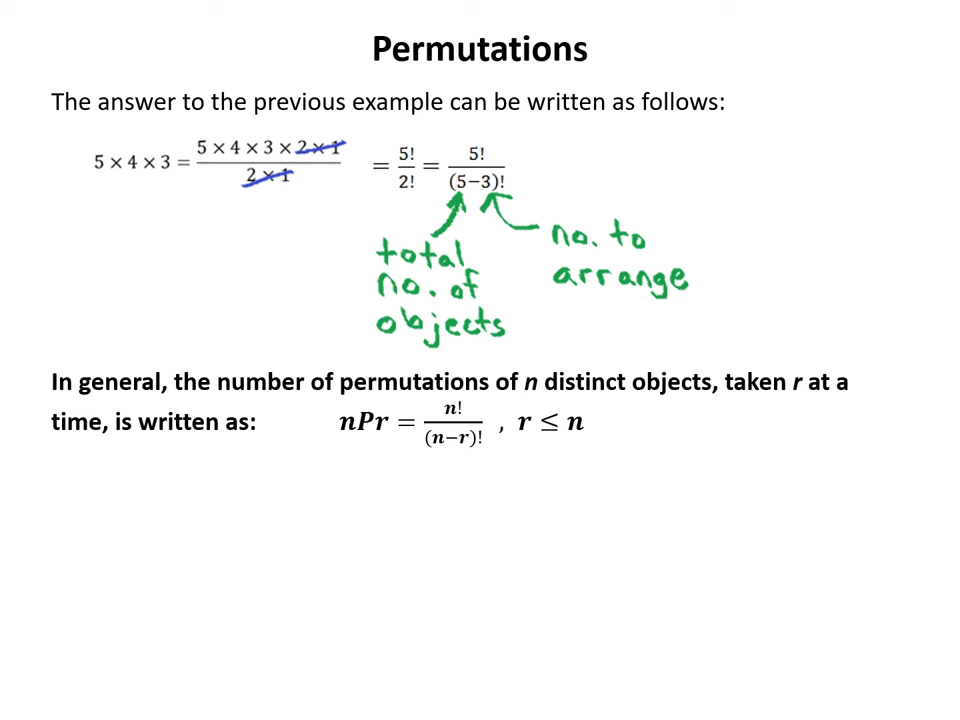 Permutations
The answer to the previous example can be written as follows:
5 × 4 × 3 = (5 × 4 × 3 × 2 × 1)/(2 × 1) = 5!/2! = 5!/(5−3)!
total no. of objects
no. to arrange
In general, the number of permutations of n distinct objects, taken r at a
time, is written as: nPr = n!/(n−r)! , r ≤ n